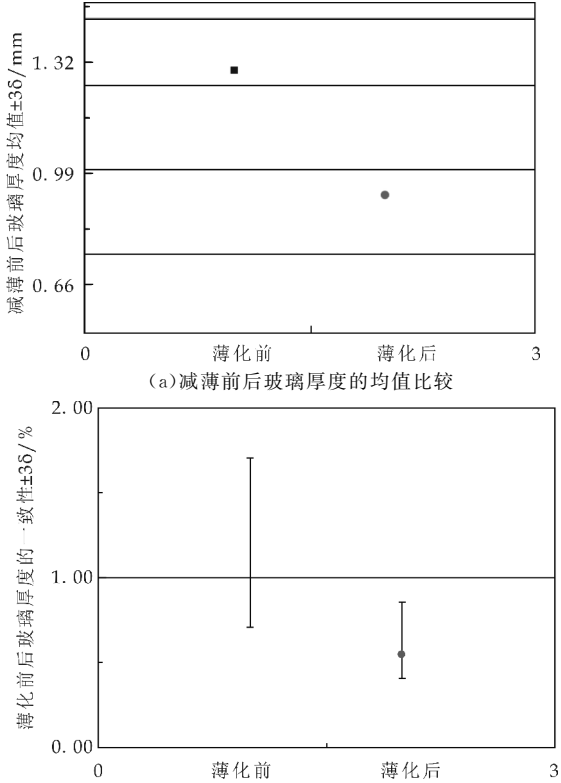 减薄前后玻璃厚度均值±3δ/mm
1.32
0.99
0.66
0 薄化前 薄化后 3
(a)减薄前后玻璃厚度的均值比较
薄化前后玻璃厚度的一致性±3δ/%
2.00
1.00
0.00
0 薄化前 薄化后 3